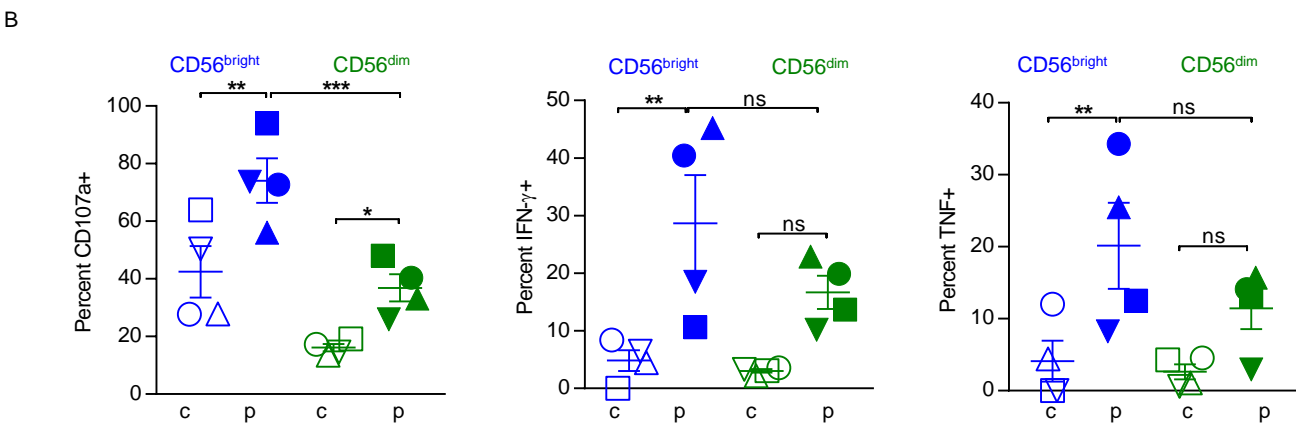 B
CD56bright CD56dim
** ***
*
Percent CD107a+
100
80
60
40
20
0
c p c p
CD56bright CD56dim
** ns
ns
Percent IFN-γ+
50
40
30
20
10
0
c p c p
CD56bright CD56dim
** ns
ns
Percent TNF+
40
30
20
10
0
c p c p